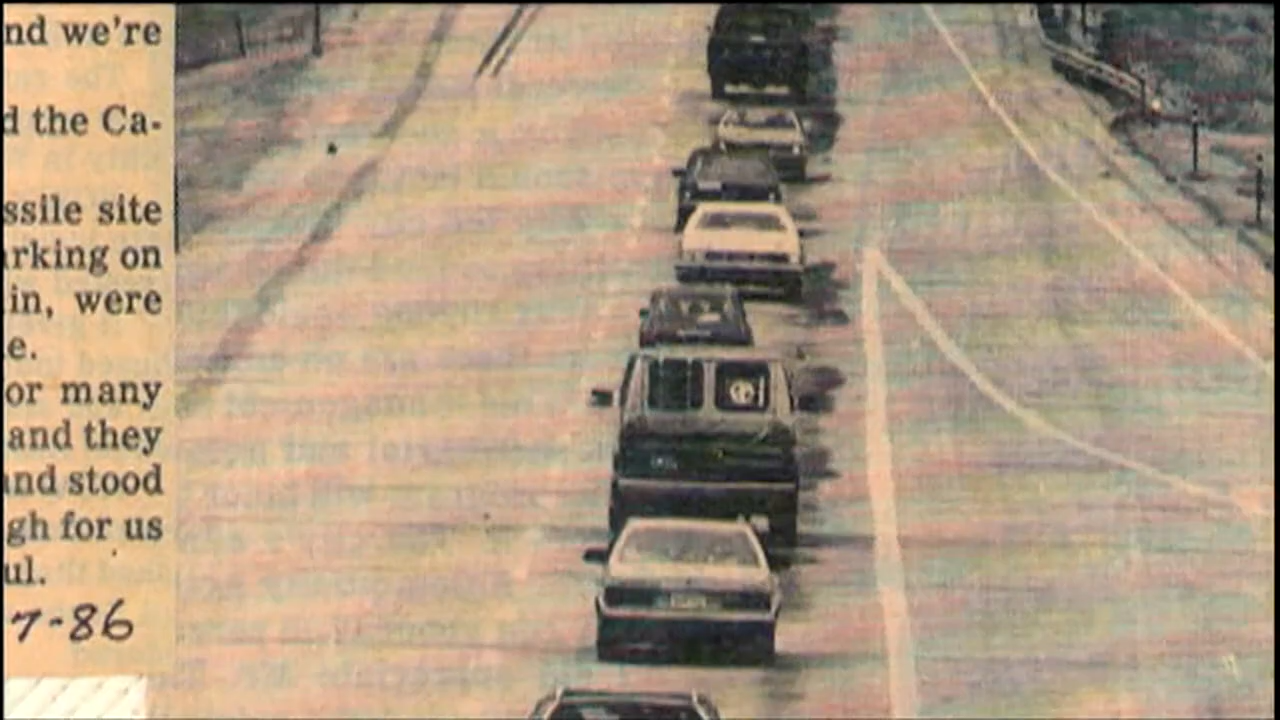 nd we're
d the Ca-
ssile site
arking on
in, were
e.
or many
and they
and stood
gh for us
ul.
7-86